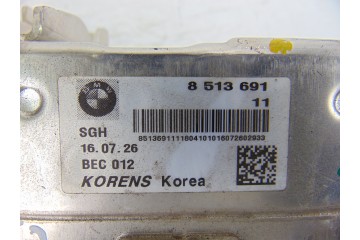 8 513 691
11
SGH
16.07.26
BEC 012
KORENS Korea